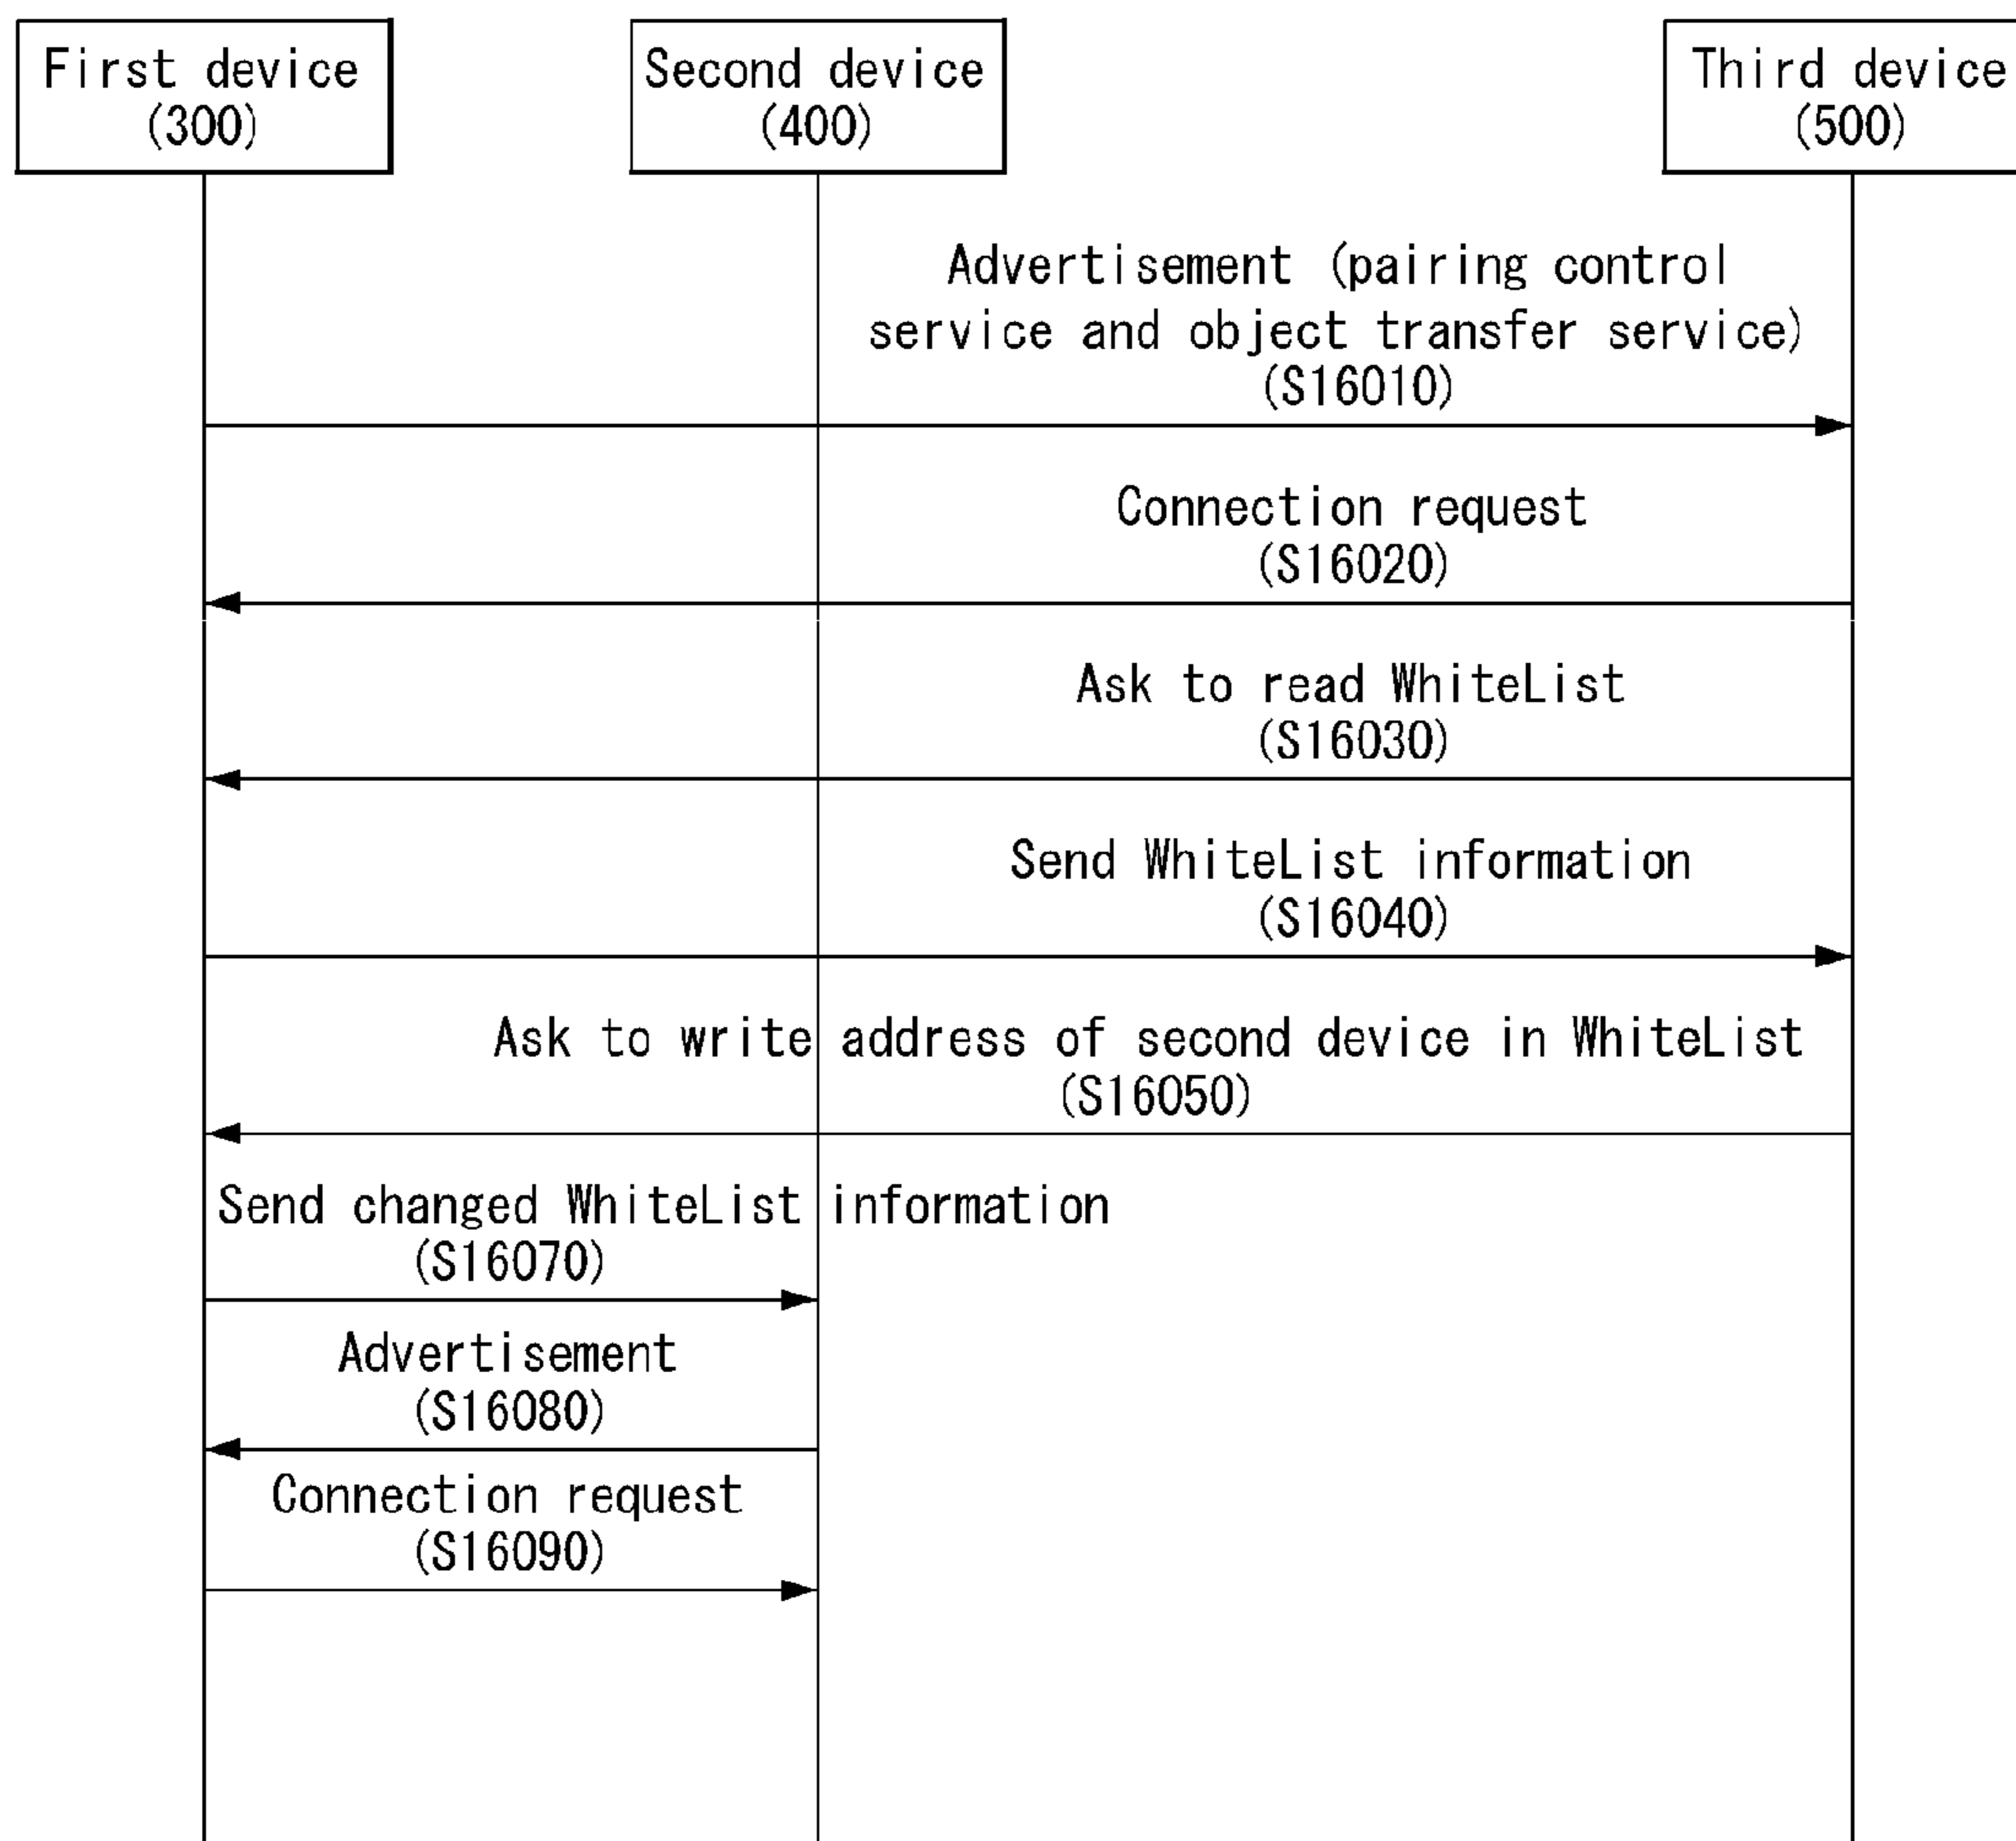 First device
(300)
Second device
(400)
Third device
(500)
Advertisement (pairing control
service and object transfer service)
(S16010)
Connection request
(S16020)
Ask to read WhiteList
(S16030)
Send WhiteList information
(S16040)
Ask to write address of second device in WhiteList
(S16050)
Send changed WhiteList information
(S16070)
Advertisement
(S16080)
Connection request
(S16090)